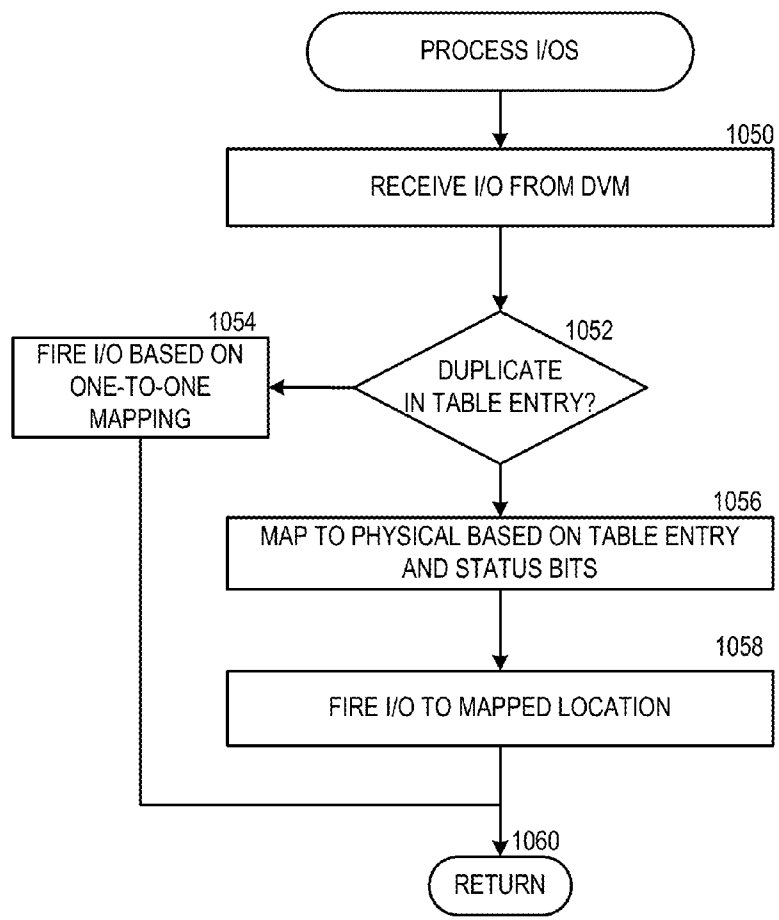 PROCESS I/OS
1050
RECEIVE I/O FROM DVM
1052
DUPLICATE
IN TABLE ENTRY?
1054
FIRE I/O BASED ON
ONE-TO-ONE
MAPPING
1056
MAP TO PHYSICAL BASED ON TABLE ENTRY
AND STATUS BITS
1058
FIRE I/O TO MAPPED LOCATION
1060
RETURN